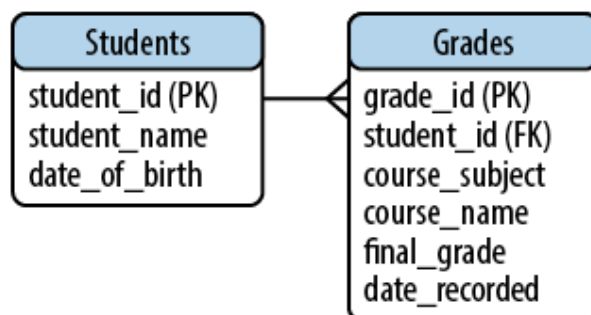 Students
student_id (PK)
student_name
date_of_birth
Grades
grade_id (PK)
student_id (FK)
course_subject
course_name
final_grade
date_recorded